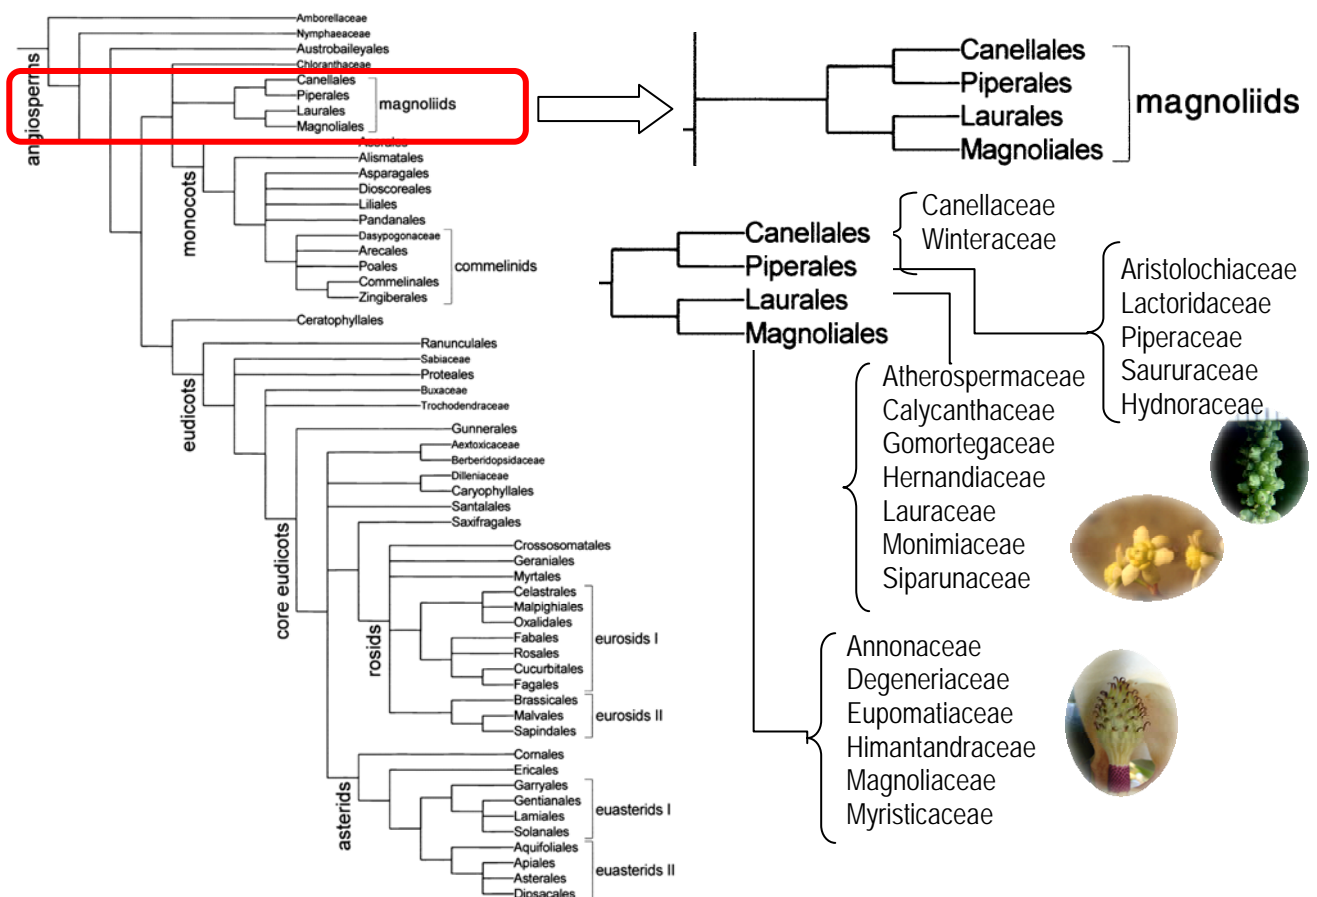 Amborellaceae
Nymphaeaceae
Austrobaileyales
Chloranthaceae
Canellales
Piperales
Laurales
Magnoliales
magnoliids
angiosperms
Acorales
Alismatales
Asparagales
Dioscoreales
Liliales
Pandanales
Dasypogonaceae
Arecales
Poales
Commelinales
Zingiberales
commelinids
monocots
Ceratophyllales
Ranunculales
Sabiaceae
Proteales
Buxaceae
Trochodendraceae
eudicots
Gunnerales
Aextoxicaceae
Berberidopsidaceae
Dilleniaceae
Caryophyllales
Santalales
Saxifragales
core eudicots
Crossosomatales
Geraniales
Myrtales
Celastrales
Malpighiales
Oxalidales
Fabales
Rosales
Cucurbitales
Fagales
eurosids I
Brassicales
Malvales
Sapindales
eurosids II
rosids
Cornales
Ericales
Garryales
Gentianales
Lamiales
Solanales
euasterids I
Aquifoliales
Apiales
Asterales
Dipsacales
euasterids II
asterids
Canellales
Piperales
Laurales
Magnoliales
magnoliids
Canellales
Piperales
Laurales
Magnoliales
Canellaceae
Winteraceae
Aristolochiaceae
Lactoridaceae
Piperaceae
Saururaceae
Hydnoraceae
Atherospermaceae
Calycanthaceae
Gomortegaceae
Hernandiaceae
Lauraceae
Monimiaceae
Siparunaceae
Annonaceae
Degeneriaceae
Eupomatiaceae
Himantandraceae
Magnoliaceae
Myristicaceae